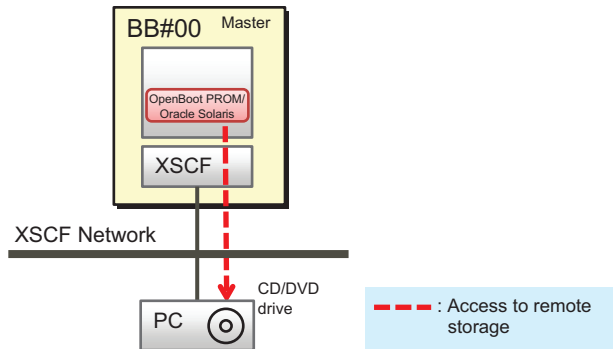 BB#00 Master
OpenBoot PROM/
Oracle Solaris
XSCF
XSCF Network
CD/DVD
drive
PC
: Access to remote
storage